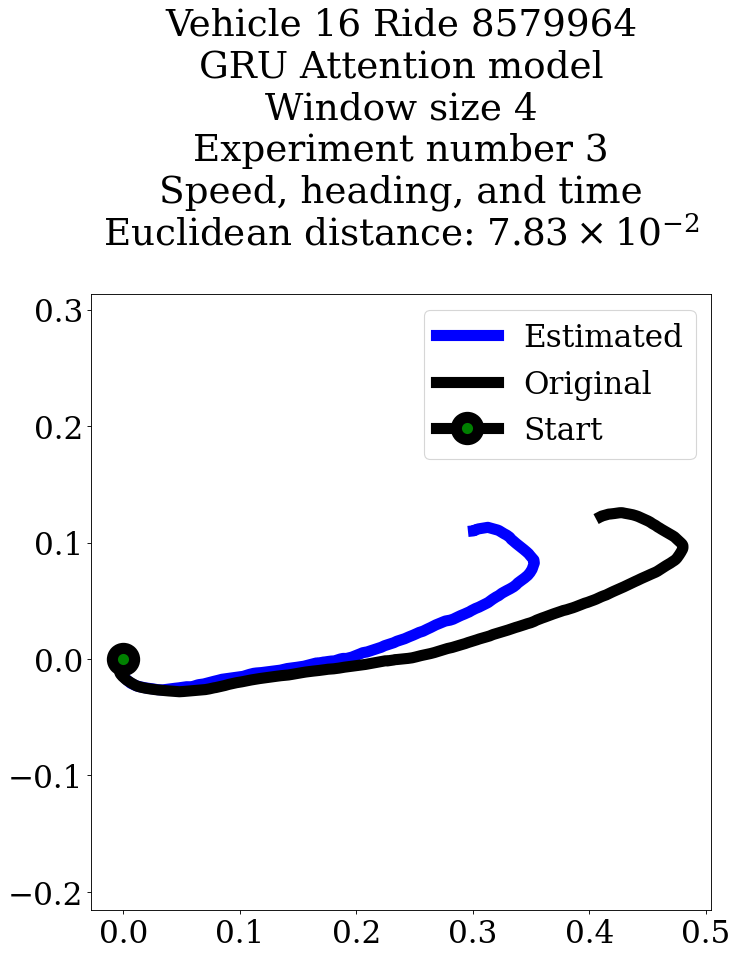 Vehicle 16 Ride 8579964
GRU Attention model
Window size 4
Experiment number 3
Speed, heading, and time
Euclidean distance: 7.83 × 10⁻²
Estimated
Original
Start
0.3
0.2
0.1
0.0
−0.1
−0.2
0.0 0.1 0.2 0.3 0.4 0.5